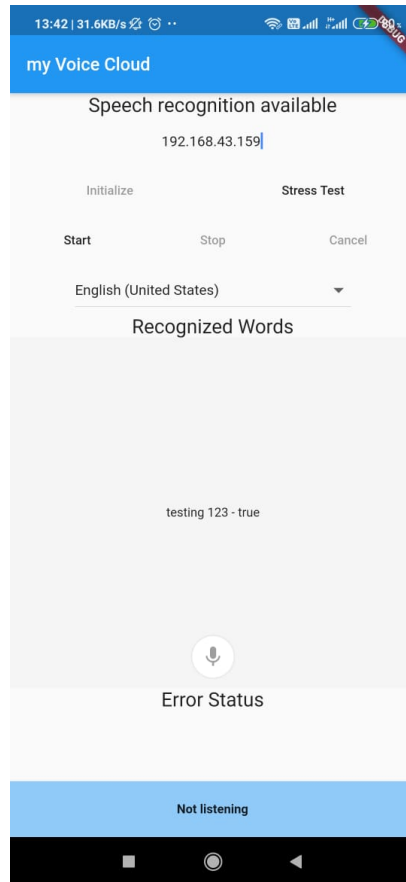 13:42 | 31.6KB/s
my Voice Cloud
Speech recognition available
192.168.43.159
Initialize Stress Test
Start Stop Cancel
English (United States)
Recognized Words
testing 123 - true
Error Status
Not listening